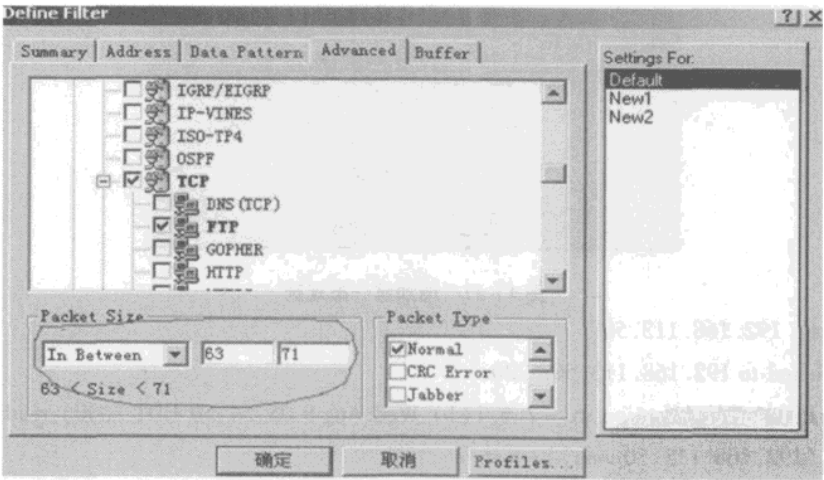 Define Filter
Summary Address Data Pattern Advanced Buffer
IGRP/EIGRP
IP-VINES
ISO-TP4
OSPF
TCP
DNS(TCP)
FTP
GOPHER
HTTP
Packet Size
In Between 63 71
63 < Size < 71
Packet Type
Normal
CRC Error
Jabber
Settings For:
Default
New1
New2
确定 取消 Profiles...